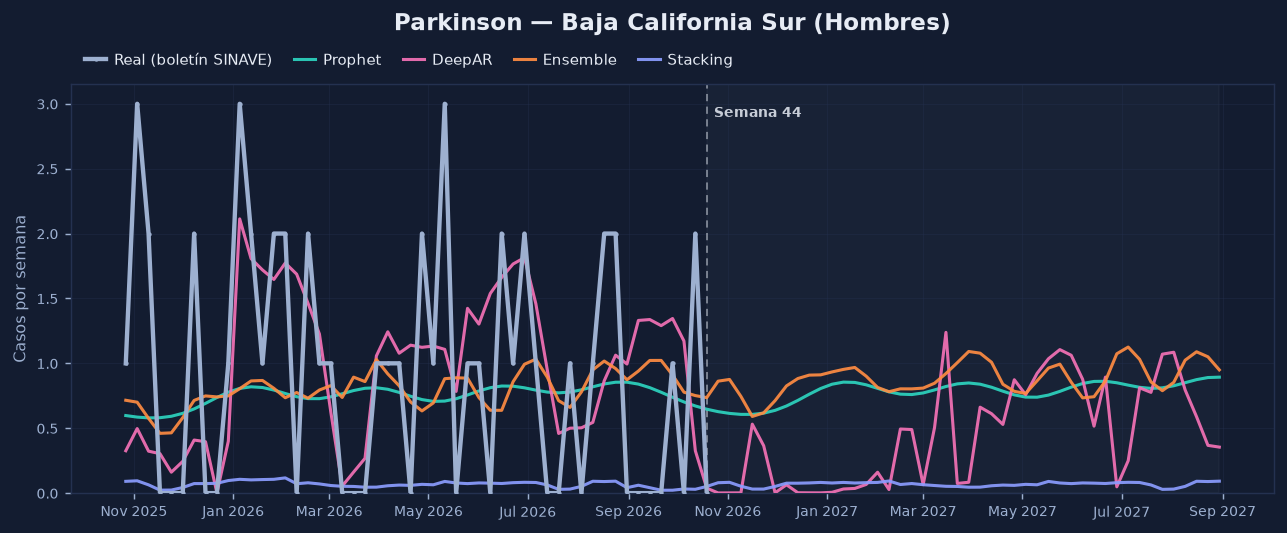 Parkinson — Baja California Sur (Hombres)
Real (boletín SINAVE) Prophet DeepAR Ensemble Stacking
Semana 44
Casos por semana
3.0
2.5
2.0
1.5
1.0
0.5
0.0
Nov 2025 Jan 2026 Mar 2026 May 2026 Jul 2026 Sep 2026 Nov 2026 Jan 2027 Mar 2027 May 2027 Jul 2027 Sep 2027